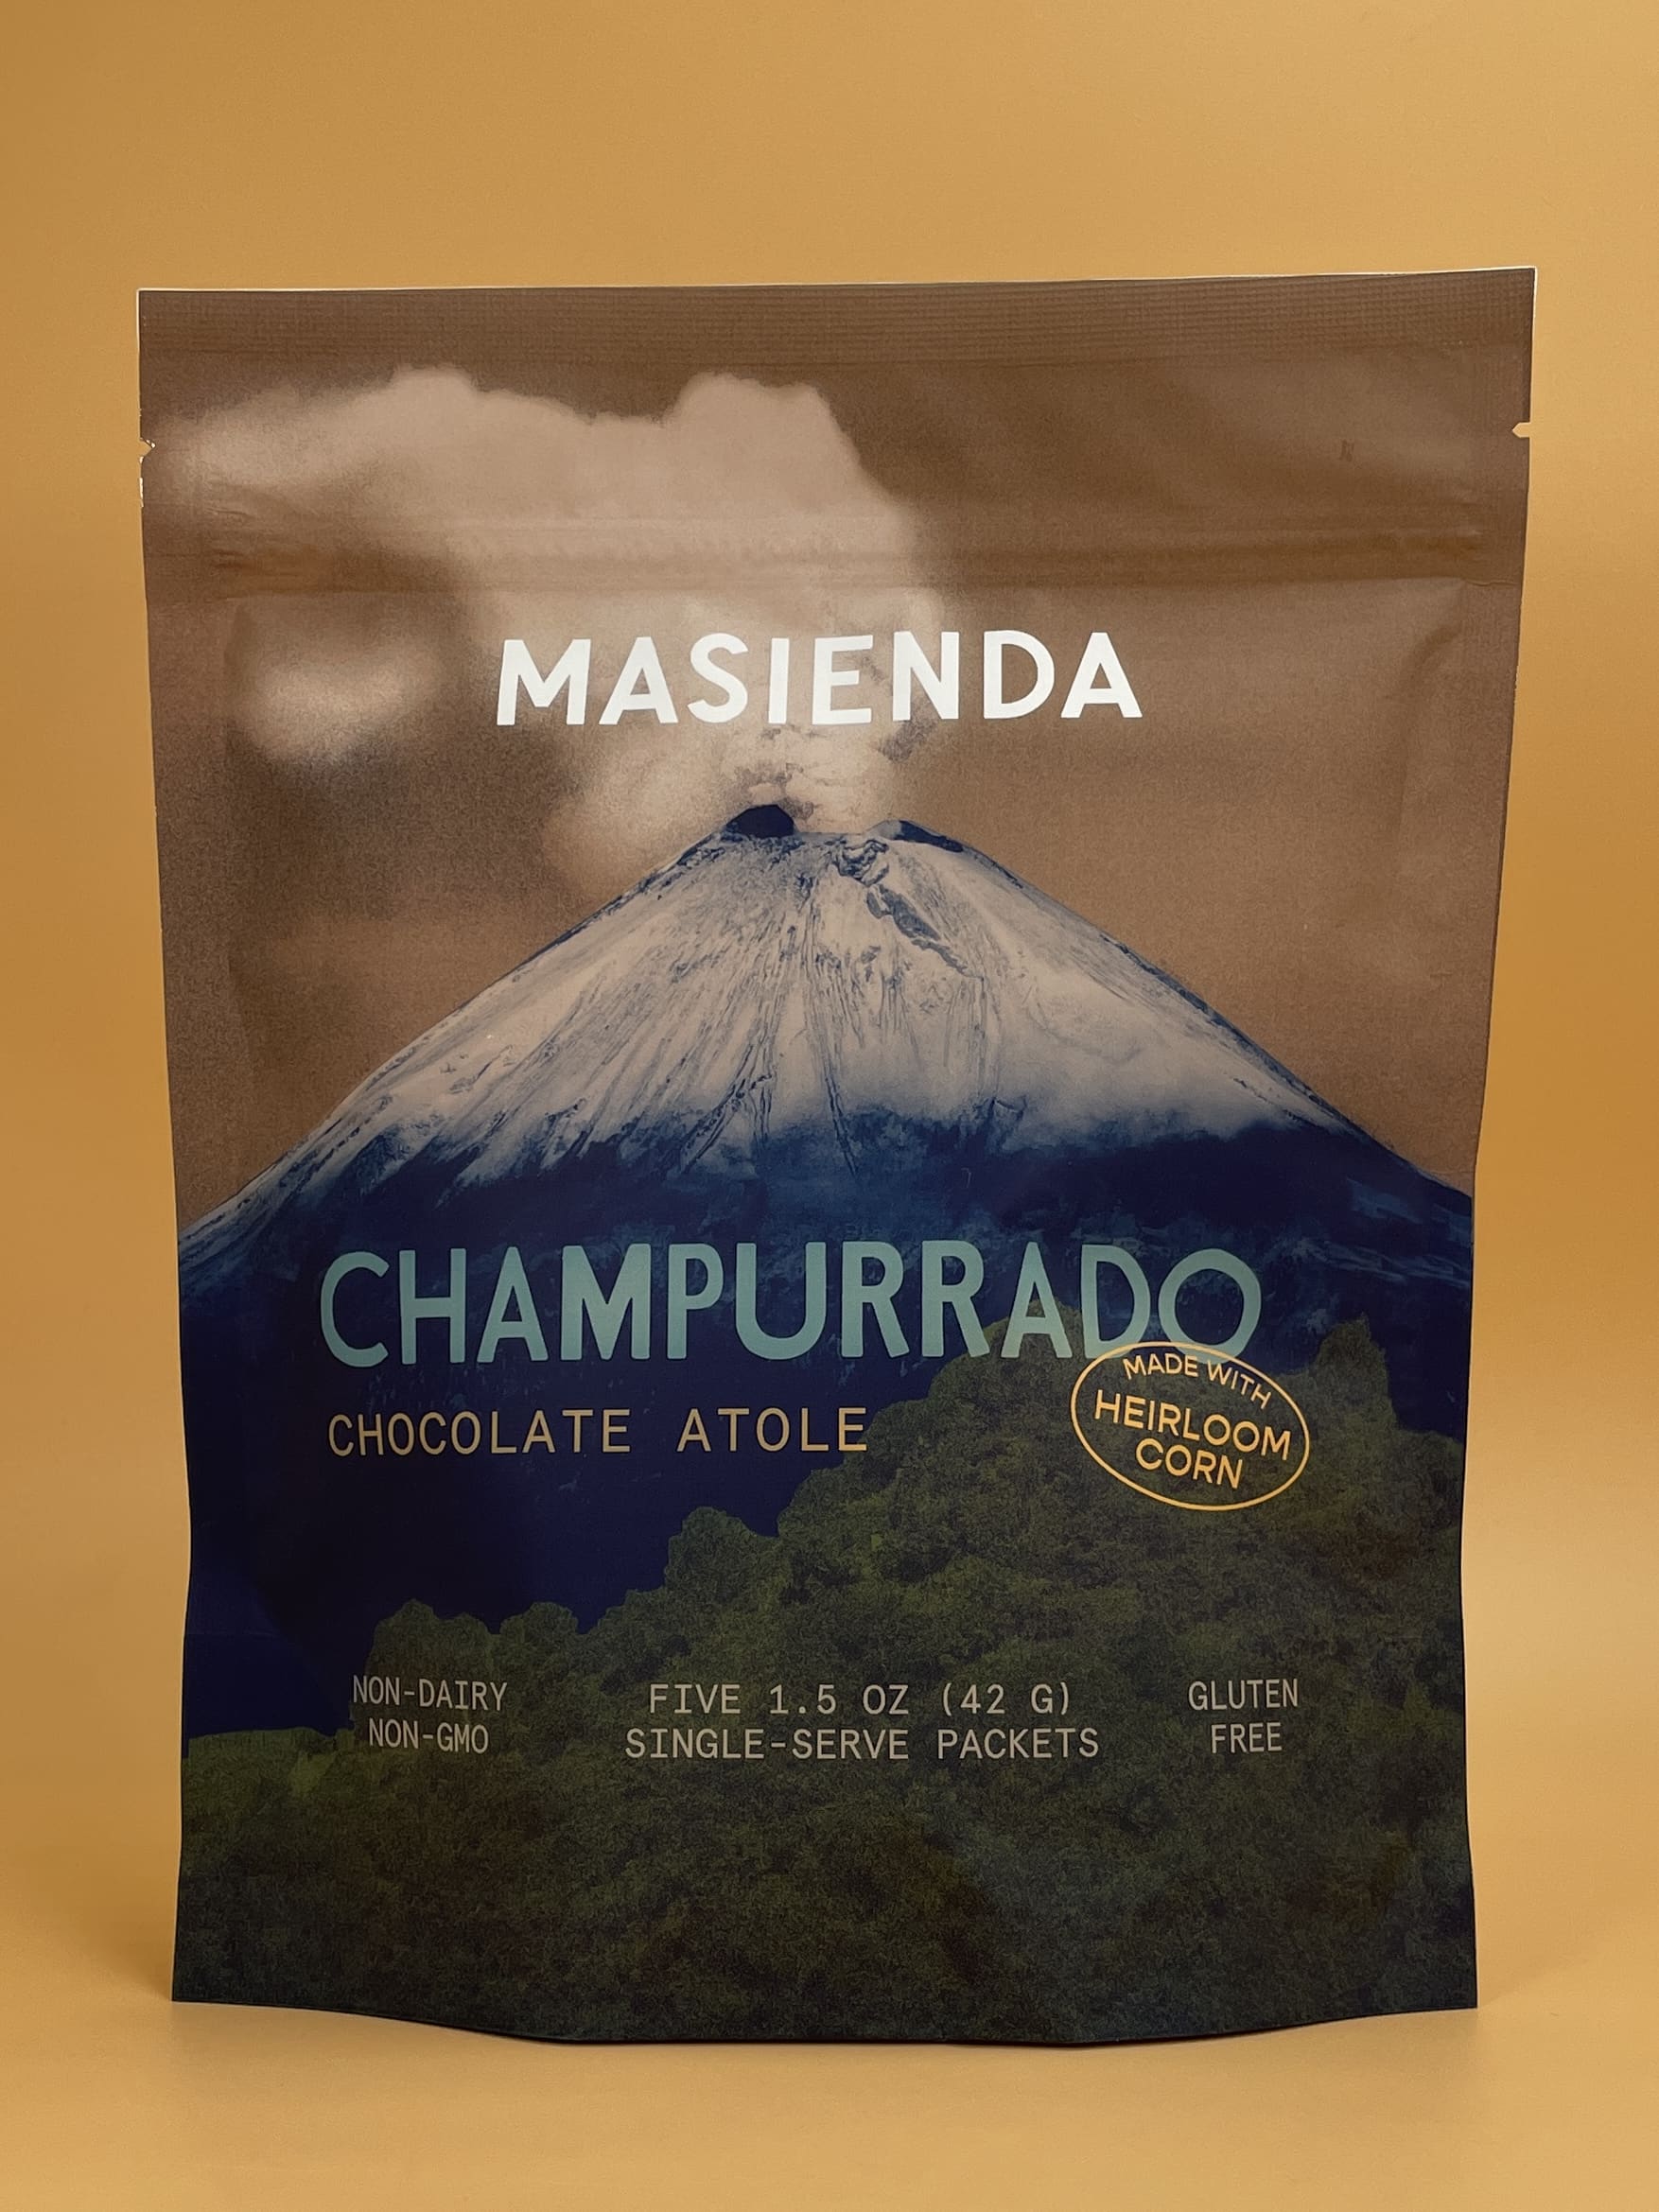 MASIENDA
CHAMPURRADO
CHOCOLATE ATOLE
MADE WITH
HEIRLOOM
CORN
NON-DAIRY
NON-GMO
FIVE 1.5 OZ (42 G)
SINGLE-SERVE PACKETS
GLUTEN
FREE